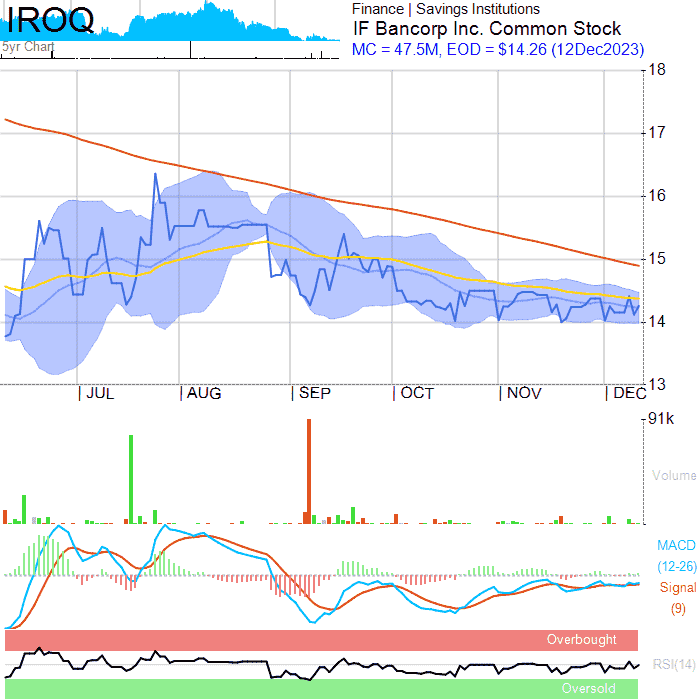 IROQ
5yr Chart
Finance | Savings Institutions
IF Bancorp Inc. Common Stock
MC = 47.5M, EOD = $14.26 (12Dec2023)
18
17
16
15
14
13
JUL AUG SEP OCT NOV DEC
91k
Volume
MACD
(12-26)
Signal
(9)
Overbought
RSI(14)
Oversold